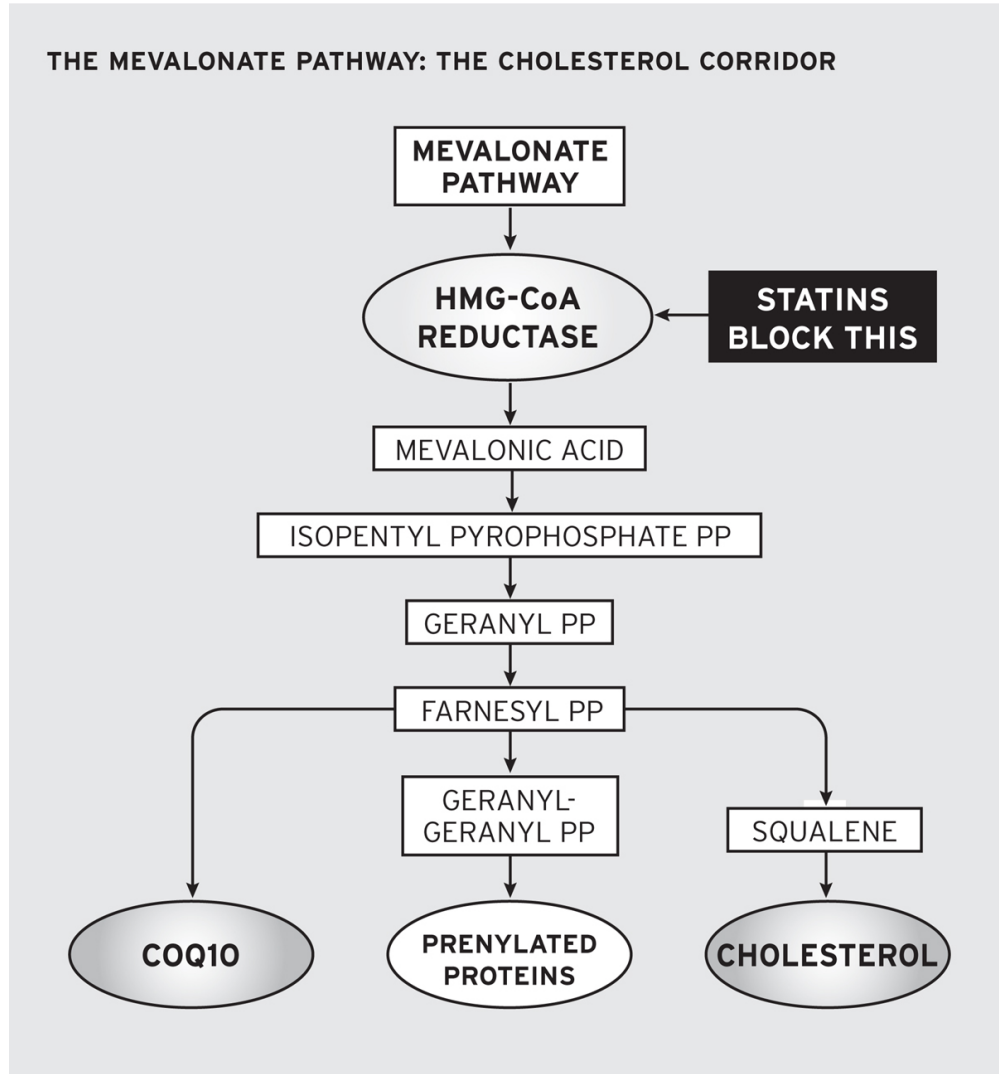 THE MEVALONATE PATHWAY: THE CHOLESTEROL CORRIDOR
MEVALONATE
PATHWAY
HMG-CoA
REDUCTASE
STATINS
BLOCK THIS
MEVALONIC ACID
ISOPENTYL PYROPHOSPHATE PP
GERANYL PP
FARNESYL PP
GERANYL-
GERANYL PP
SQUALENE
COQ10
PRENYLATED
PROTEINS
CHOLESTEROL